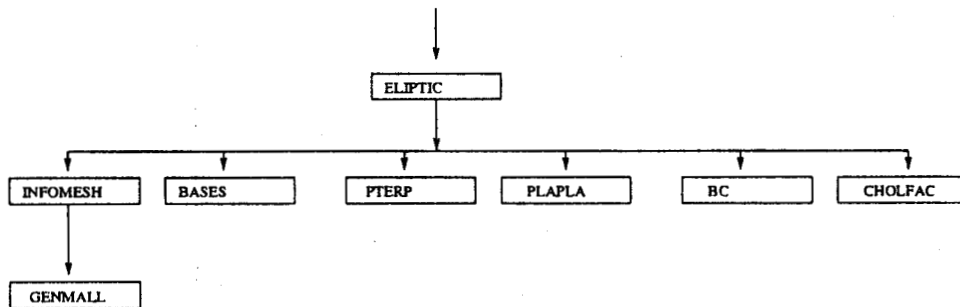 ELIPTIC
INFOMESH BASES PTERP PLAPLA BC CHOLFAC
GENMALL